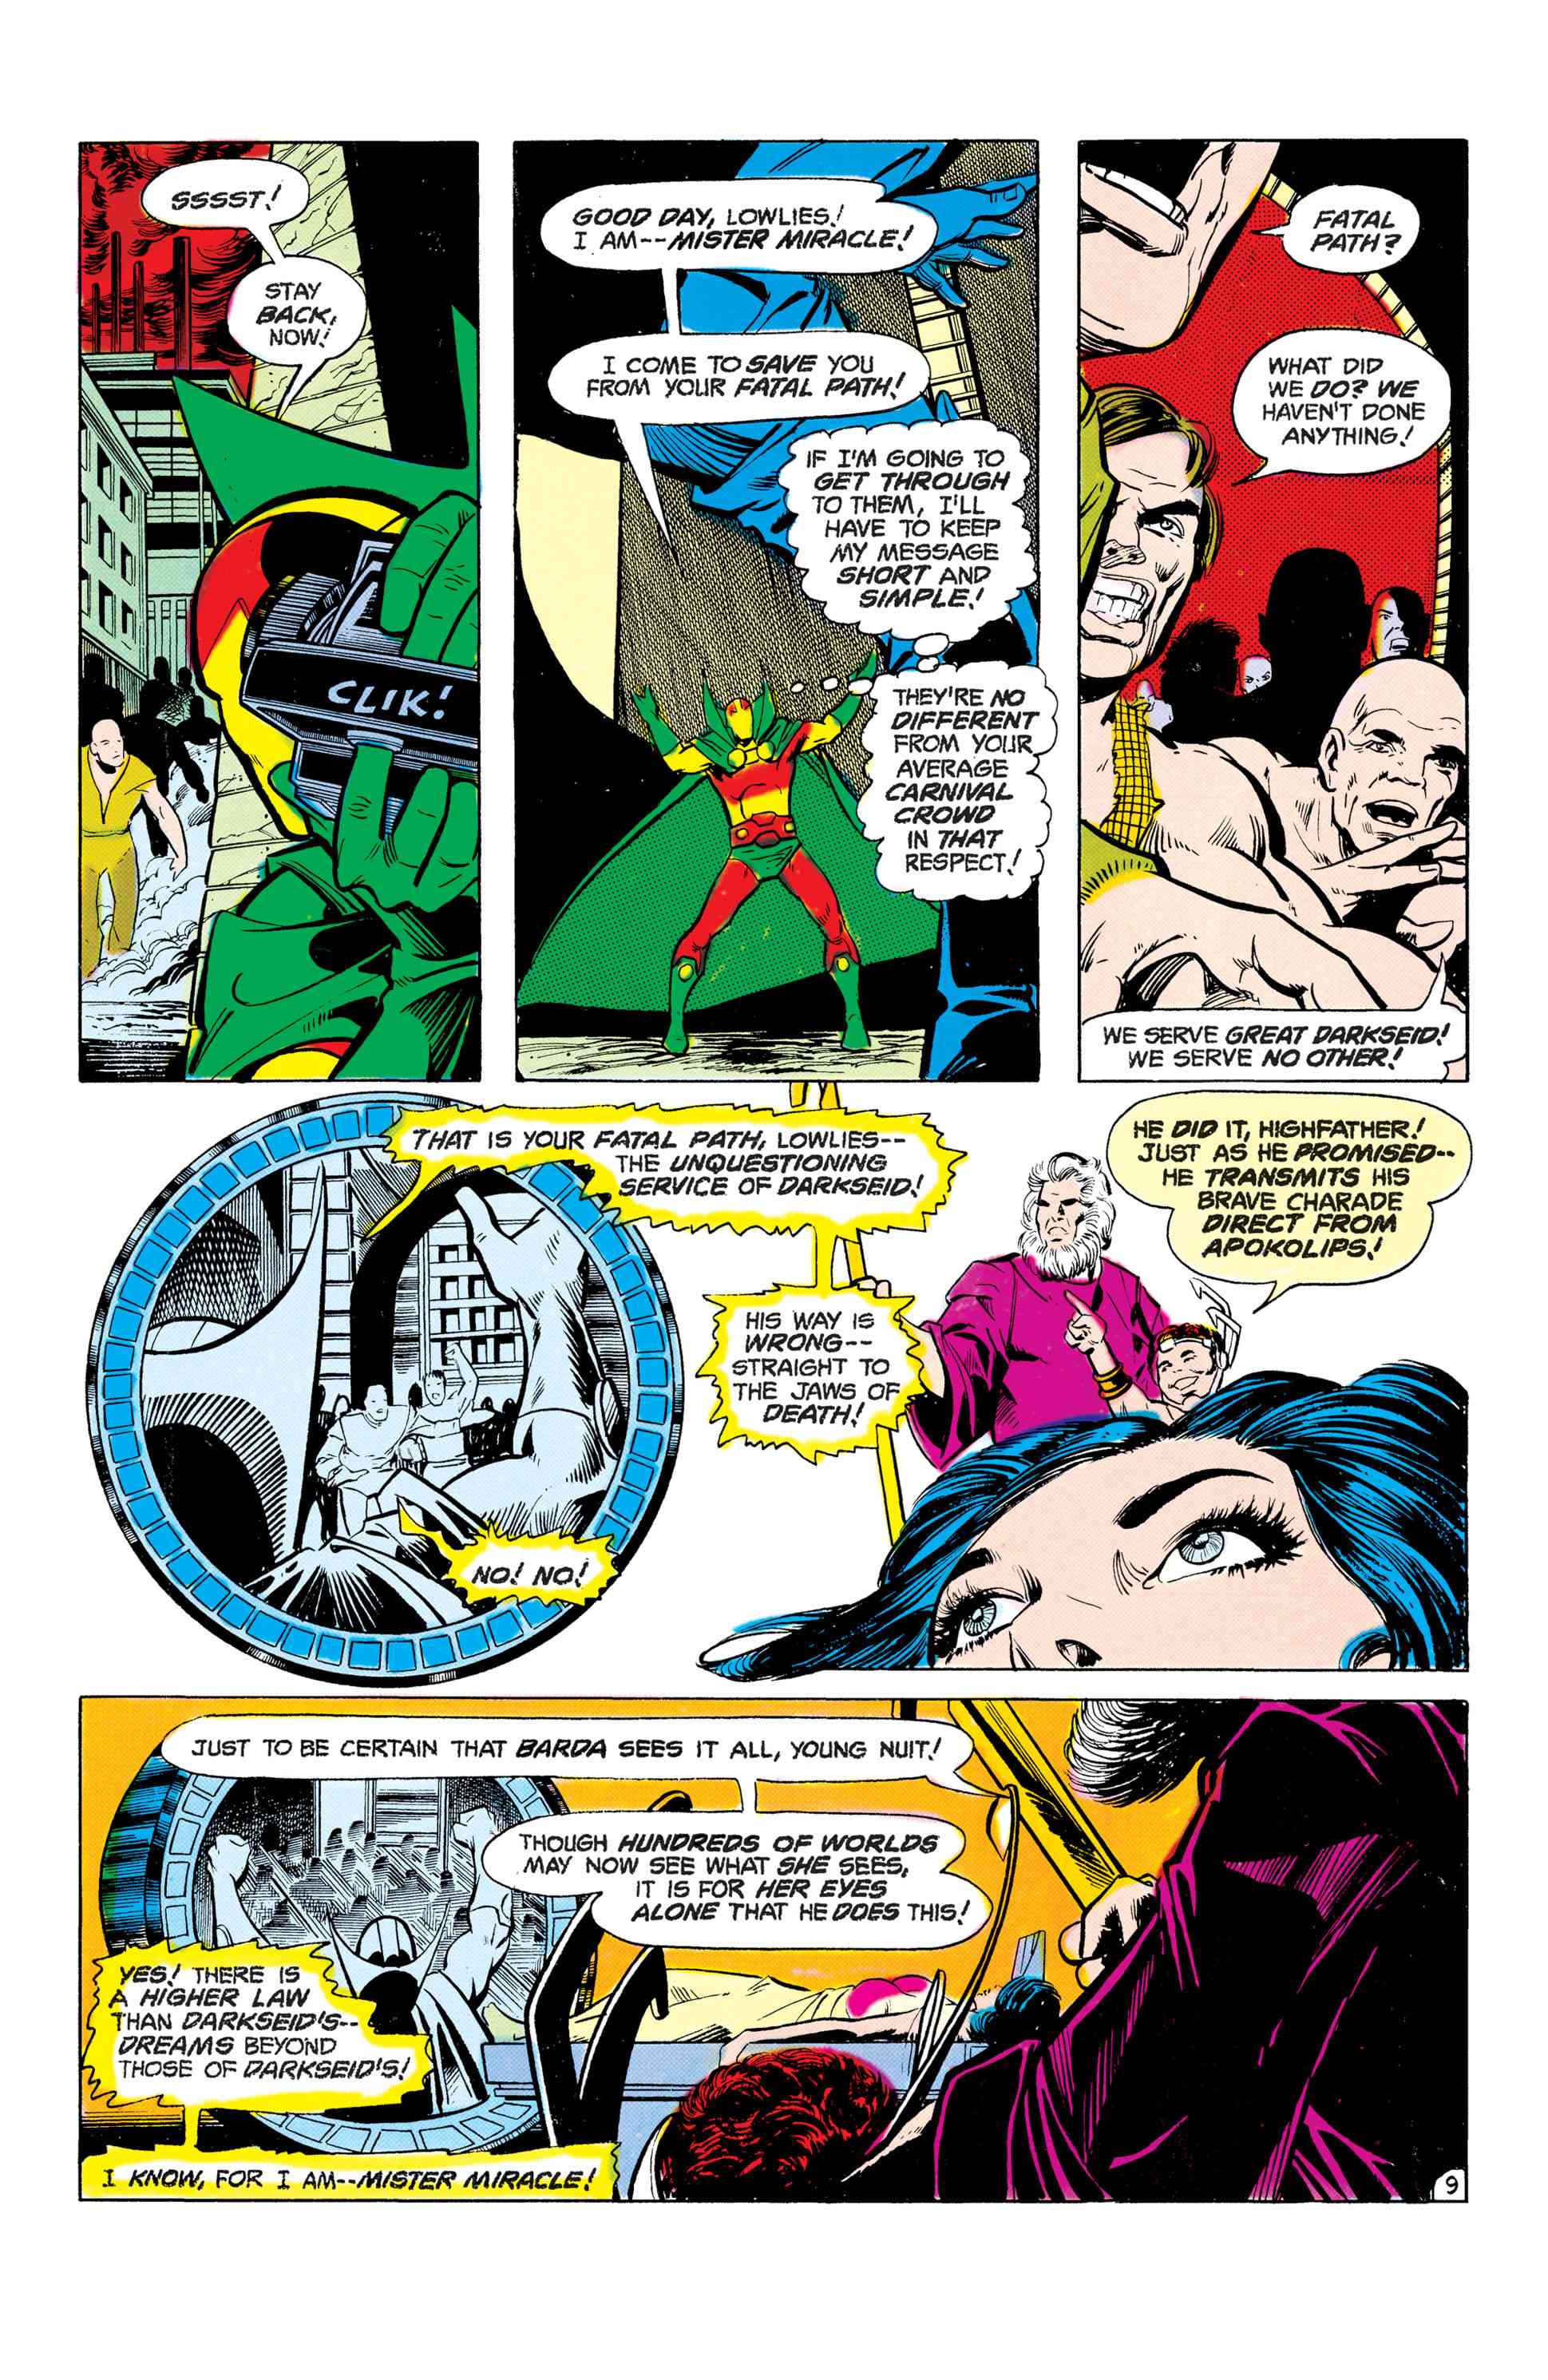 SSSST!
STAY
BACK,
NOW!
CLIK!
GOOD DAY, LOWLIES!
I AM--MISTER MIRACLE!
I COME TO SAVE YOU
FROM YOUR FATAL PATH!
IF I'M GOING TO
GET THROUGH
TO THEM, I'LL
HAVE TO KEEP
MY MESSAGE
SHORT AND
SIMPLE!
THEY'RE NO
DIFFERENT
FROM YOUR
AVERAGE
CARNIVAL
CROWD
IN THAT
RESPECT!
FATAL
PATH?
WHAT DID
WE DO? WE
HAVEN'T DONE
ANYTHING!
WE SERVE GREAT DARKSEID!
WE SERVE NO OTHER!
THAT IS YOUR FATAL PATH, LOWLIES--
THE UNQUESTIONING
SERVICE OF DARKSEID!
HIS WAY IS
WRONG--
STRAIGHT TO
THE JAWS OF
DEATH!
NO! NO!
HE DID IT, HIGHFATHER!
JUST AS HE PROMISED--
HE TRANSMITS HIS
BRAVE CHARADE
DIRECT FROM
APOKOLIPS!
JUST TO BE CERTAIN THAT BARDA SEES IT ALL, YOUNG NUIT!
THOUGH HUNDREDS OF WORLDS
MAY NOW SEE WHAT SHE SEES,
IT IS FOR HER EYES
ALONE THAT HE DOES THIS!
YES! THERE IS
A HIGHER LAW
THAN DARKSEID'S--
DREAMS BEYOND
THOSE OF DARKSEID'S!
I KNOW, FOR I AM--MISTER MIRACLE!
9